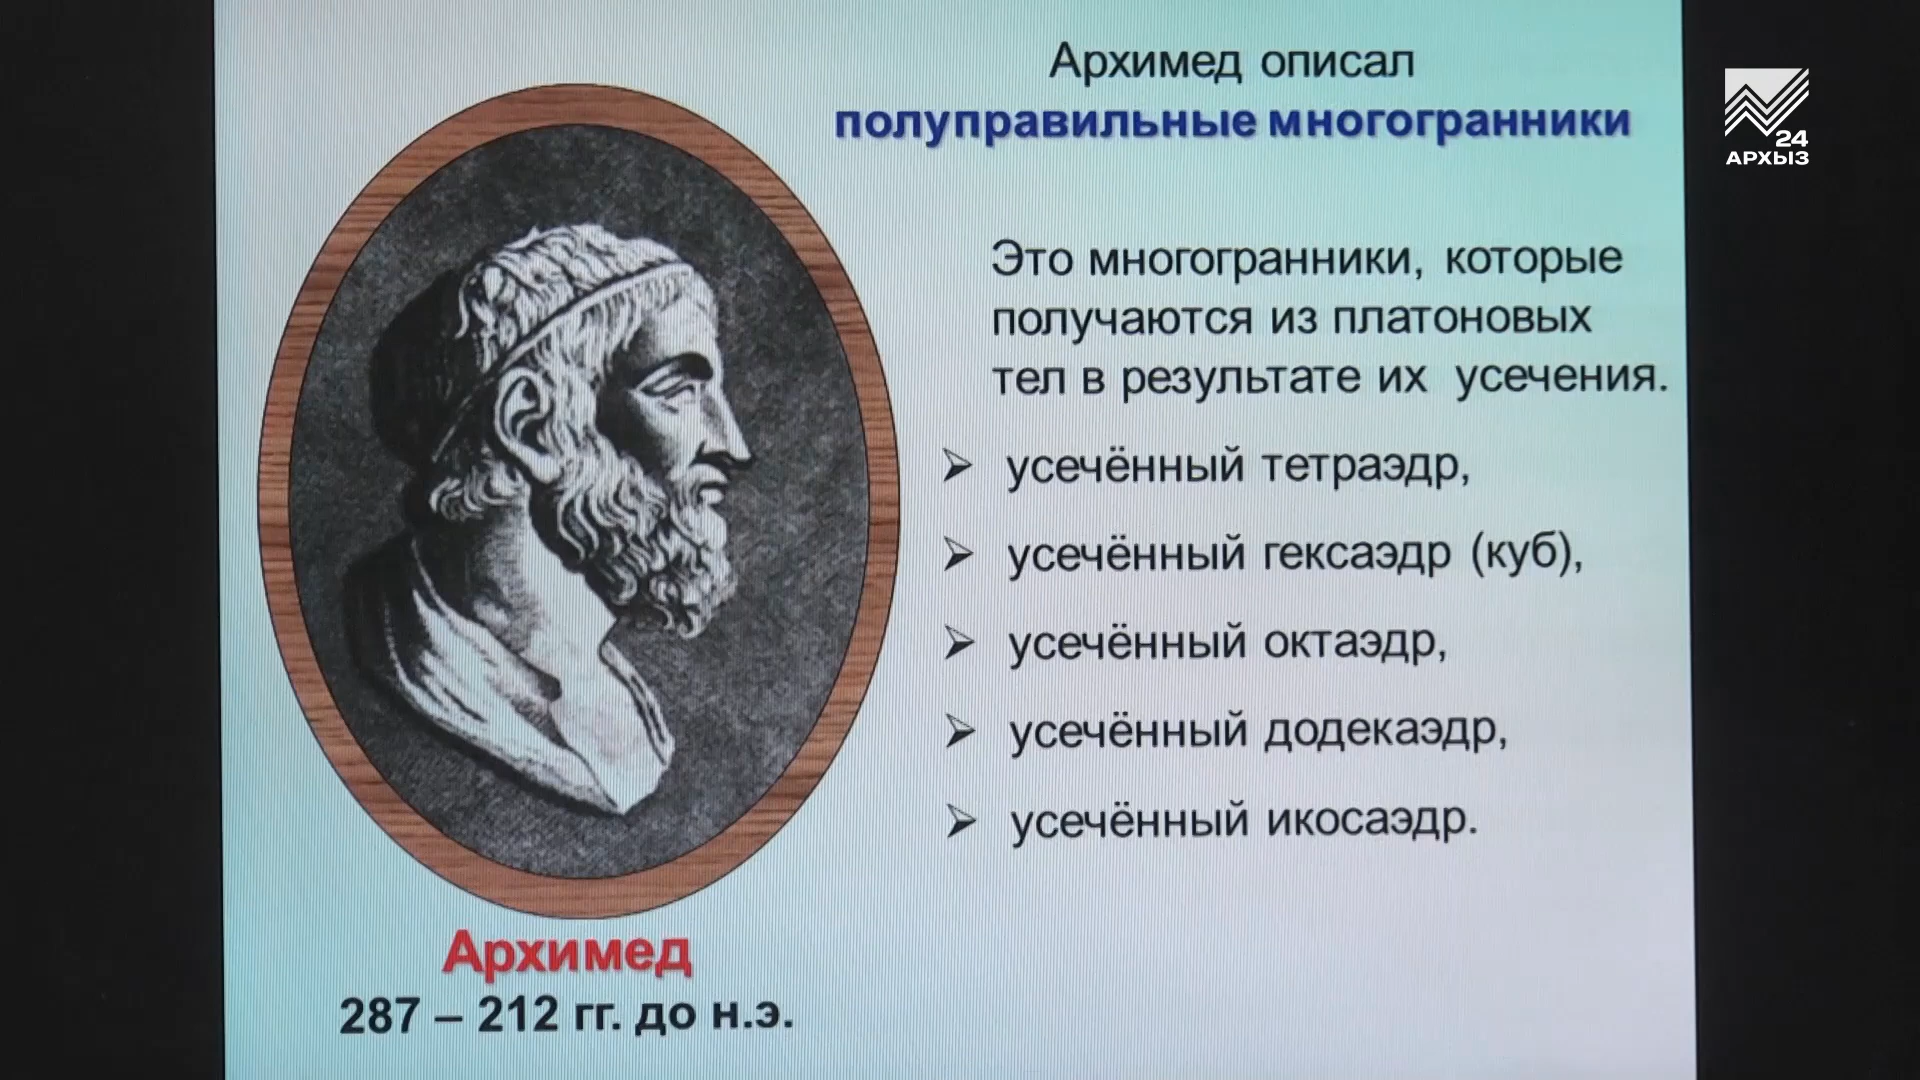 Архимед описал
полуправильные многогранники
24
АРХЫЗ
Это многогранники, которые
получаются из платоновых
тел в результате их усечения.
усечённый тетраэдр,
усечённый гексаэдр (куб),
усечённый октаэдр,
усечённый додекаэдр,
усечённый икосаэдр.
Архимед
287 – 212 гг. до н.э.